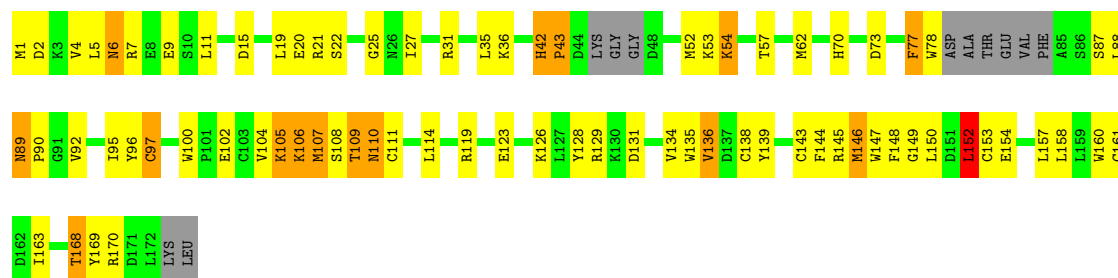 M1 D2 K3 V4 L5 N6 R7 E8 E9 S10 L11 D15 L19 E20 R21 S22 G25 N26 I27 R31 L35 K36 H42 P43 D44 LYS GLY GLY D48 M52 K53 K54 T57 M62 H70 D73 F77 W78 ASP ALA THR GLU VAL PHE A85 S86 S87
N89 P90 G91 V92 I95 Y96 C97 W100 P101 E102 C103 V104 K105 K106 M107 S108 T109 N110 C111 L114 R119 E123 K126 L127 Y128 R129 K130 D131 V134 W135 V136 D137 C138 Y139 C143 F144 R145 M146 W147 F148 G149 L150 D151 L152 C153 E154 L157 L158 L159 W160
D162 I163 T168 Y169 R170 D171 L172 LYS LEU